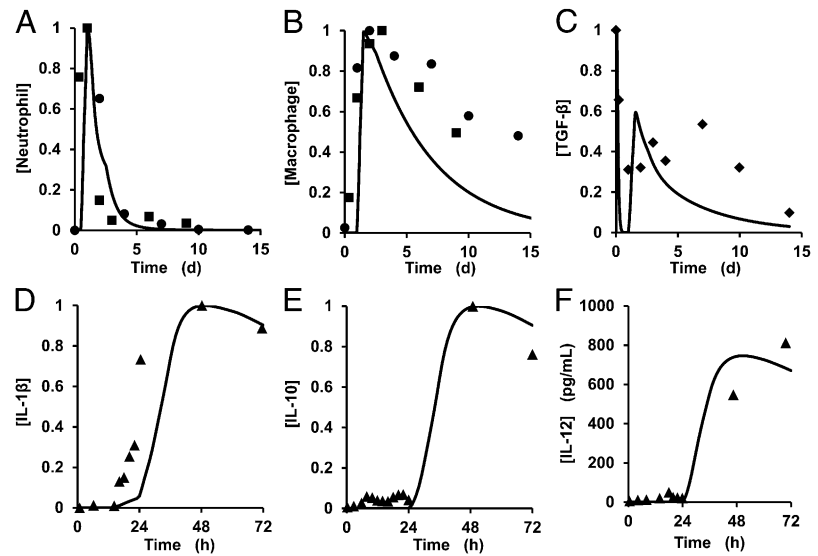 A
[Neutrophil]
1
0.8
0.6
0.4
0.2
0
0 5 10 15
Time (d)
B
[Macrophage]
1
0.8
0.6
0.4
0.2
0
0 5 10 15
Time (d)
C
[TGF-β]
1
0.8
0.6
0.4
0.2
0
0 5 10 15
Time (d)
D
[IL-1β]
1
0.8
0.6
0.4
0.2
0
0 24 48 72
Time (h)
E
[IL-10]
1
0.8
0.6
0.4
0.2
0
0 24 48 72
Time (h)
F
[IL-12] (pg/mL)
1000
800
600
400
200
0
0 24 48 72
Time (h)